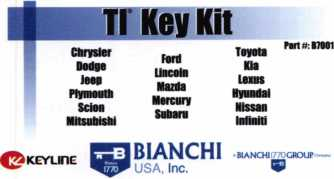 TI® Key Kit
Part #: B7001
Chrysler
Dodge
Jeep
Plymouth
Scion
Mitsubishi
Ford
Lincoln
Mazda
Mercury
Subaru
Toyota
Kia
Lexus
Hyundai
Nissan
Infiniti
KEYLINE
B
1770
BIANCHI
USA, Inc.
A BIANCHI 1770 GROUP Company